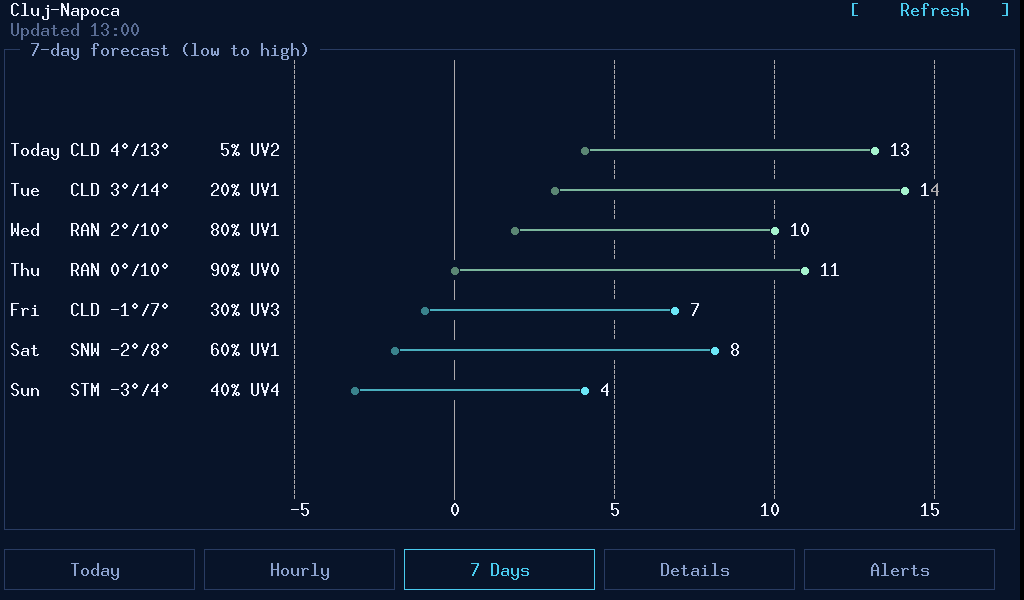 Cluj-Napoca [ Refresh ]
Updated 13:00
7-day forecast (low to high)
Today CLD 4°/13° 5% UV2 13
Tue CLD 3°/14° 20% UV1 14
Wed RAN 2°/10° 80% UV1 10
Thu RAN 0°/10° 90% UV0 11
Fri CLD -1°/7° 30% UV3 7
Sat SNW -2°/8° 60% UV1 8
Sun STM -3°/4° 40% UV4 4
-5 0 5 10 15
Today Hourly 7 Days Details Alerts